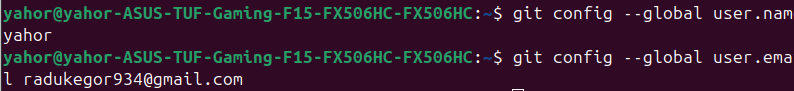 yahor@yahor-ASUS-TUF-Gaming-F15-FX506HC-FX506HC:~$ git config --global user.nam
yahor
yahor@yahor-ASUS-TUF-Gaming-F15-FX506HC-FX506HC:~$ git config --global user.ema
l radukegor934@gmail.com